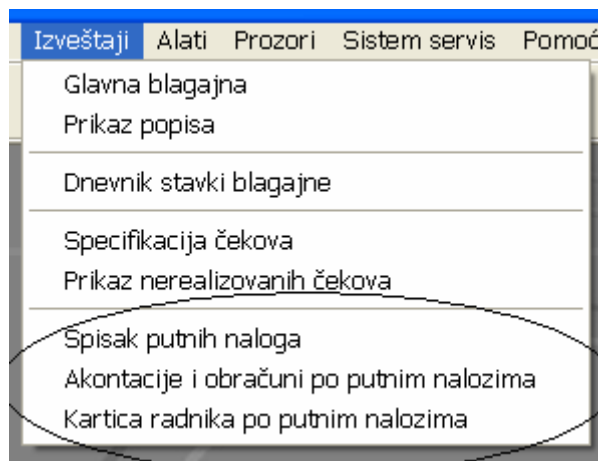 Izveštaji Alati Prozori Sistem servis Pomoć
Glavna blagajna
Prikaz popisa
Dnevnik stavki blagajne
Specifikacija čekova
Prikaz nerealizovanih čekova
Spisak putnih naloga
Akontacije i obračuni po putnim nalozima
Kartica radnika po putnim nalozima